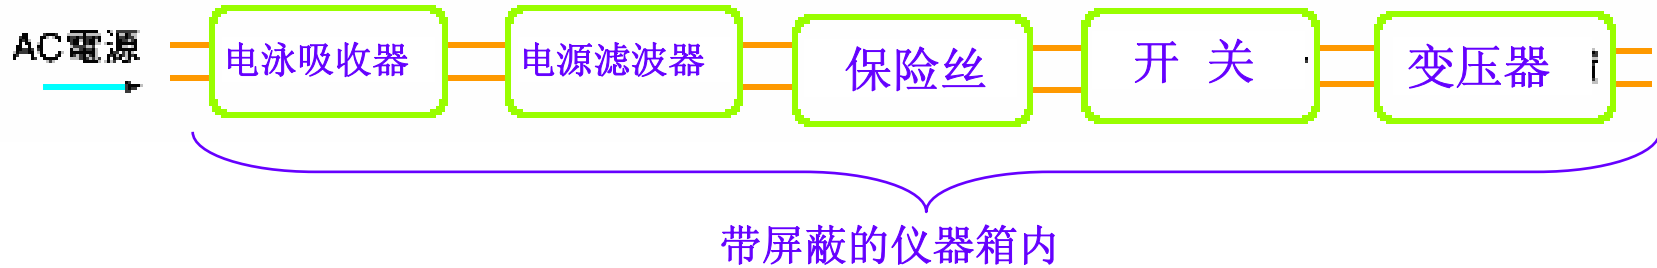 AC電源
电泳吸收器
电源滤波器
保险丝
开 关
变压器
带屏蔽的仪器箱内